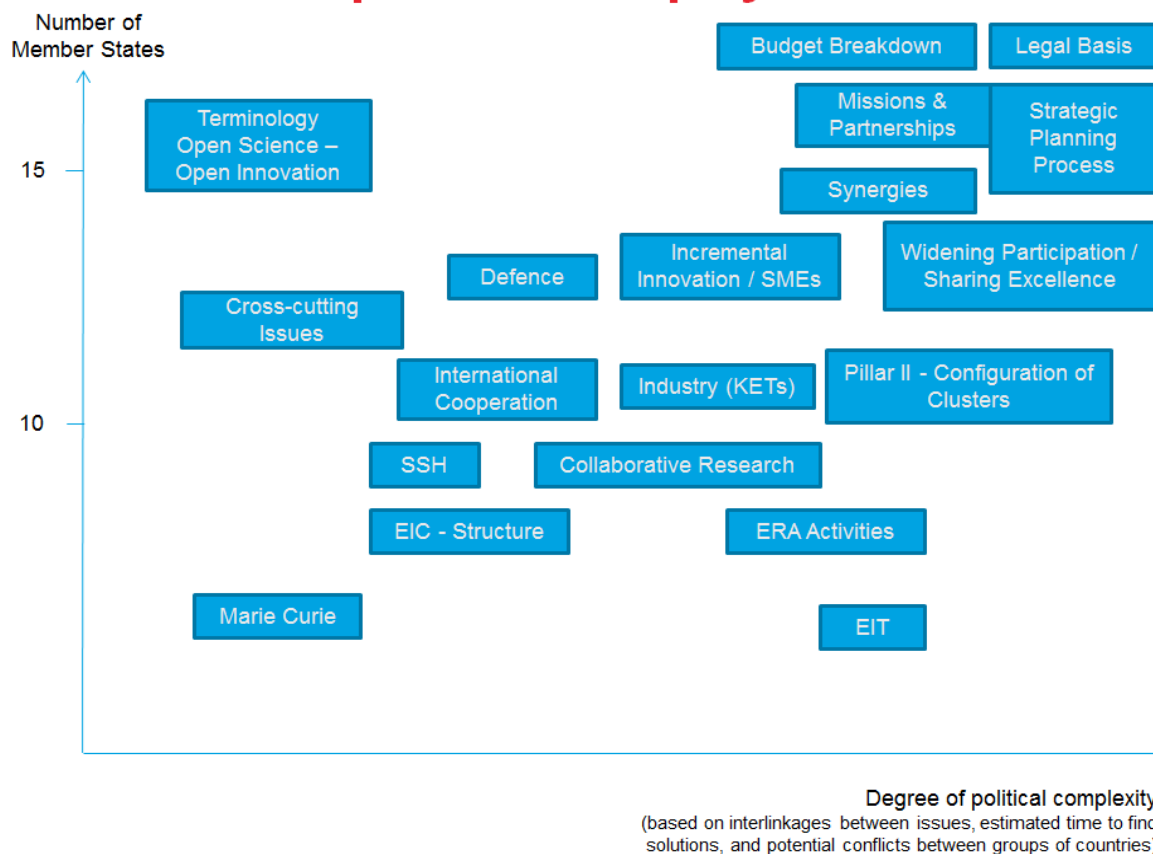 Number of
Member States
Budget Breakdown
Legal Basis
Terminology
Open Science –
Open Innovation
Missions &
Partnerships
Strategic
Planning
Process
15
Synergies
Defence
Incremental
Innovation / SMEs
Widening Participation /
Sharing Excellence
Cross-cutting
Issues
International
Cooperation
Industry (KETs)
Pillar II - Configuration of
Clusters
10
SSH
Collaborative Research
EIC - Structure
ERA Activities
Marie Curie
EIT
Degree of political complexity
(based on interlinkages between issues, estimated time to find
solutions, and potential conflicts between groups of countries)